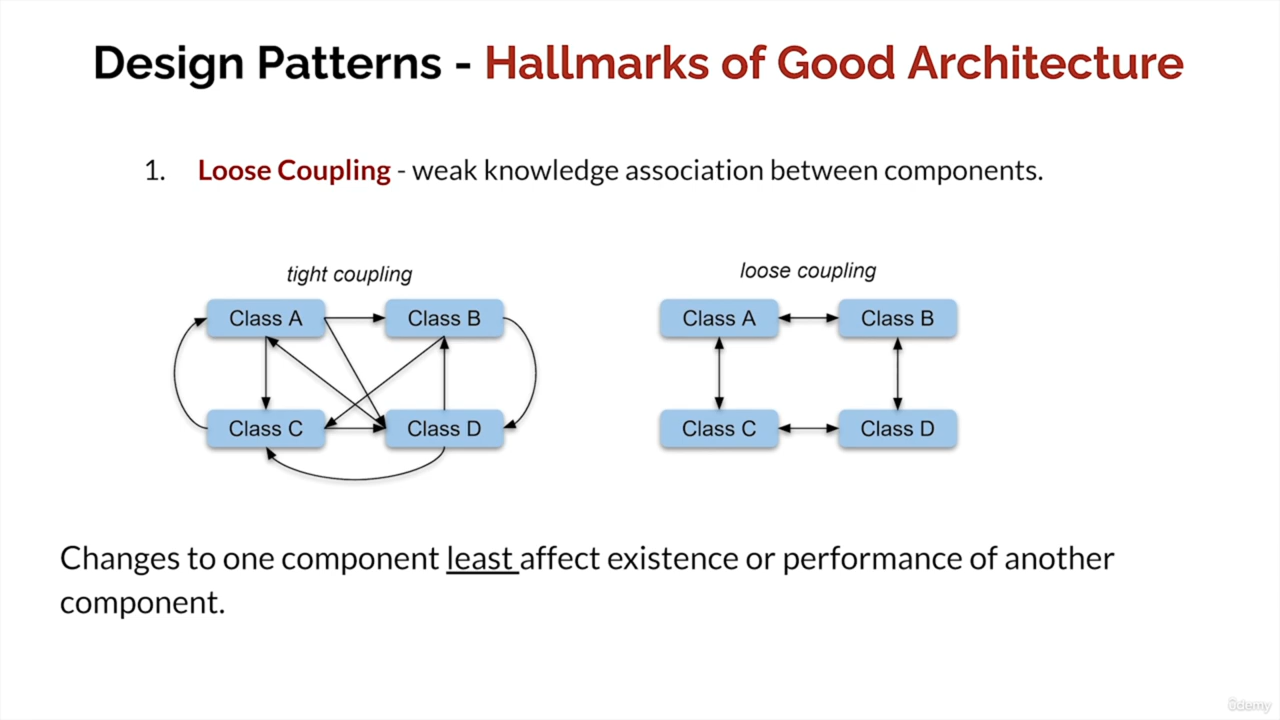 Design Patterns - Hallmarks of Good Architecture
1. Loose Coupling - weak knowledge association between components.
tight coupling
Class A
Class B
Class C
Class D
loose coupling
Class A
Class B
Class C
Class D
Changes to one component least affect existence or performance of another
component.
ûdemy